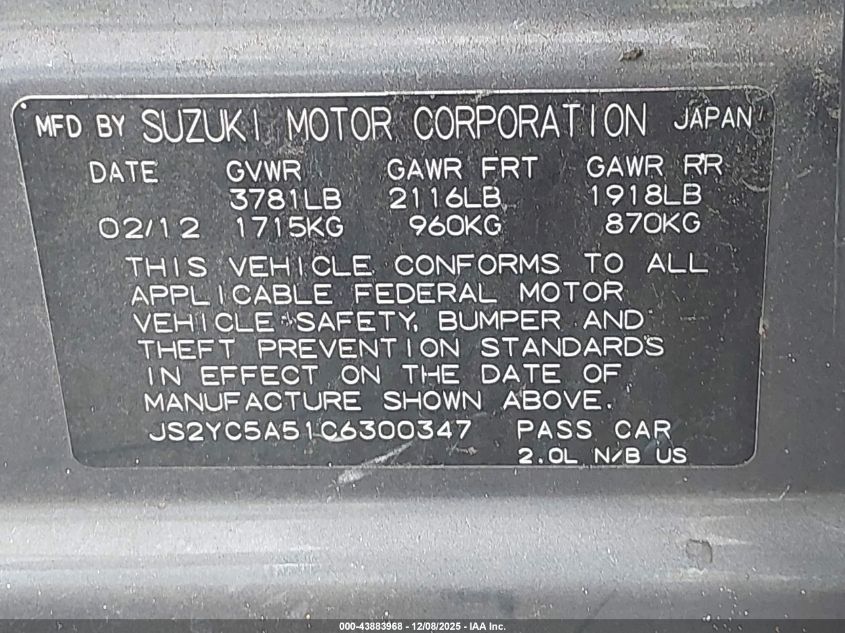 MFD BY SUZUKI MOTOR CORPORATION JAPAN
DATE GVWR GAWR FRT GAWR RR
3781LB 2116LB 1918LB
02/12 1715KG 960KG 870KG
THIS VEHICLE CONFORMS TO ALL
APPLICABLE FEDERAL MOTOR
VEHICLE SAFETY, BUMPER AND
THEFT PREVENTION STANDARDS
IN EFFECT ON THE DATE OF
MANUFACTURE SHOWN ABOVE.
JS2YC5A51C6300347 PASS CAR
2.0L N/B US
000-43883968 - 12/08/2025 - IAA Inc.